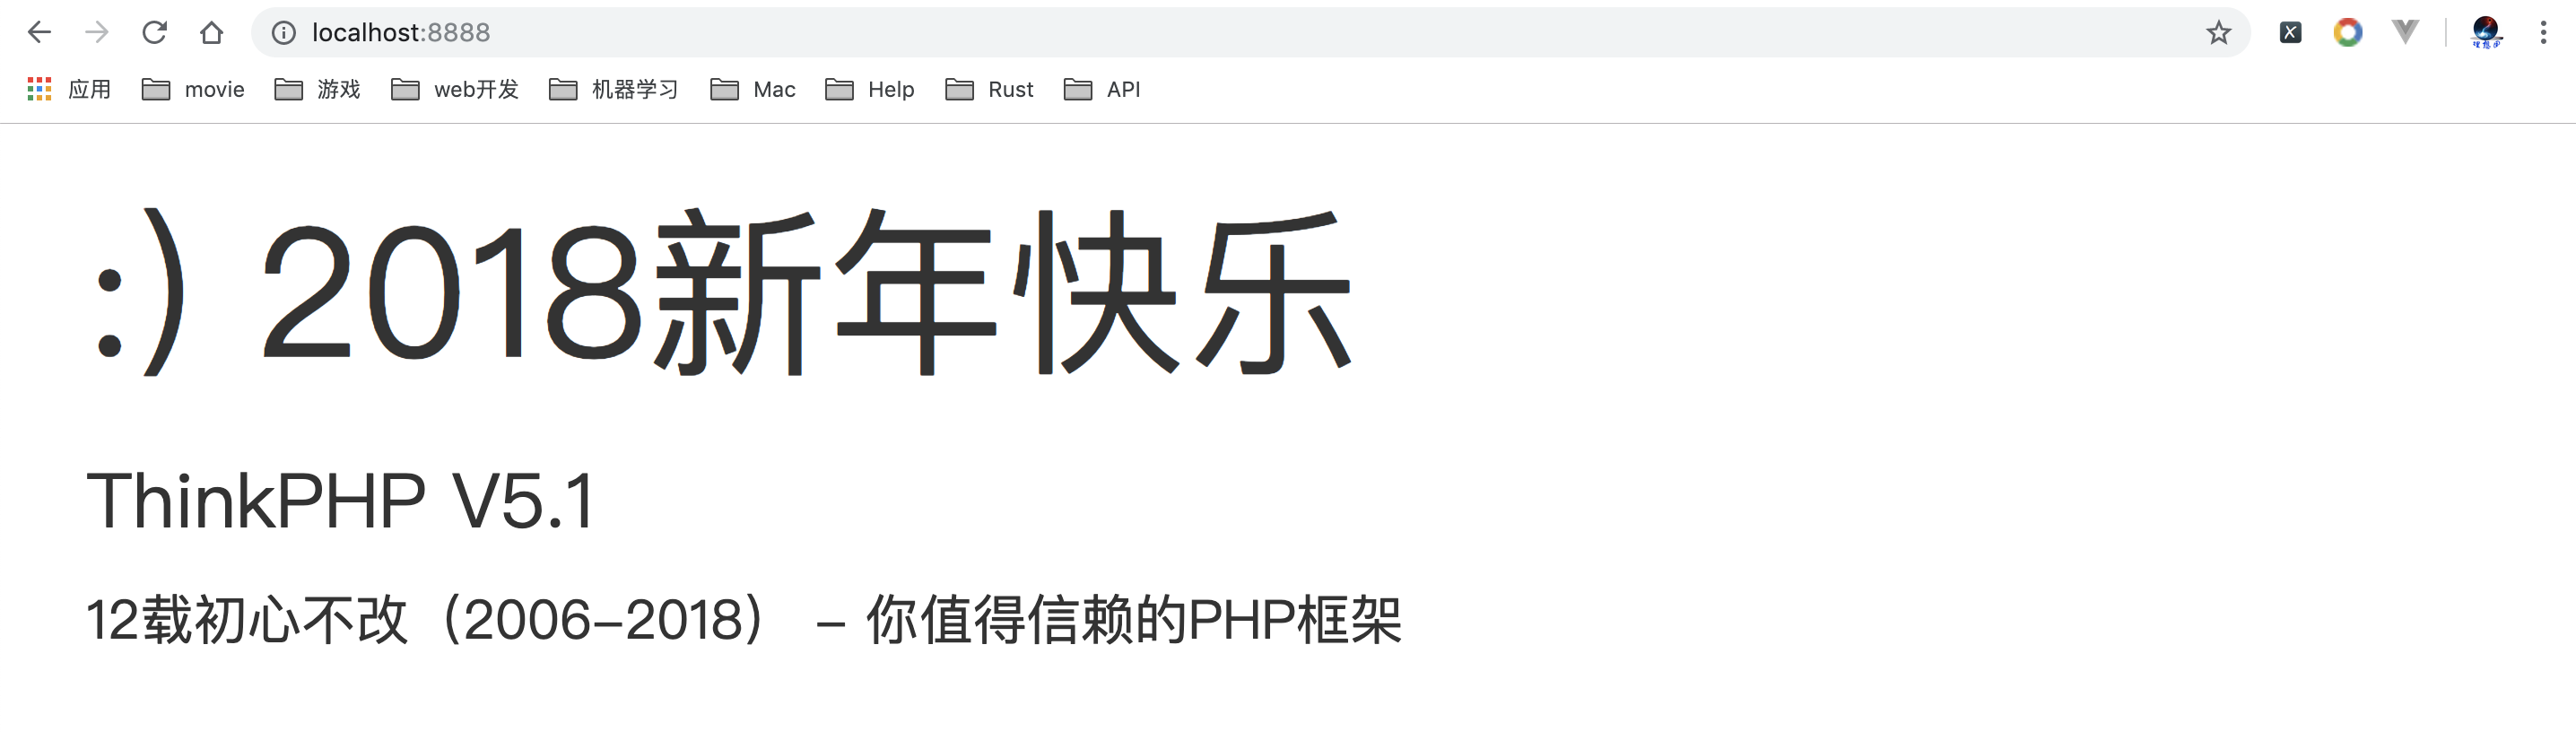 localhost:8888
应用 movie 游戏 web开发 机器学习 Mac Help Rust API
:) 2018新年快乐
ThinkPHP V5.1
12载初心不改（2006-2018） - 你值得信赖的PHP框架